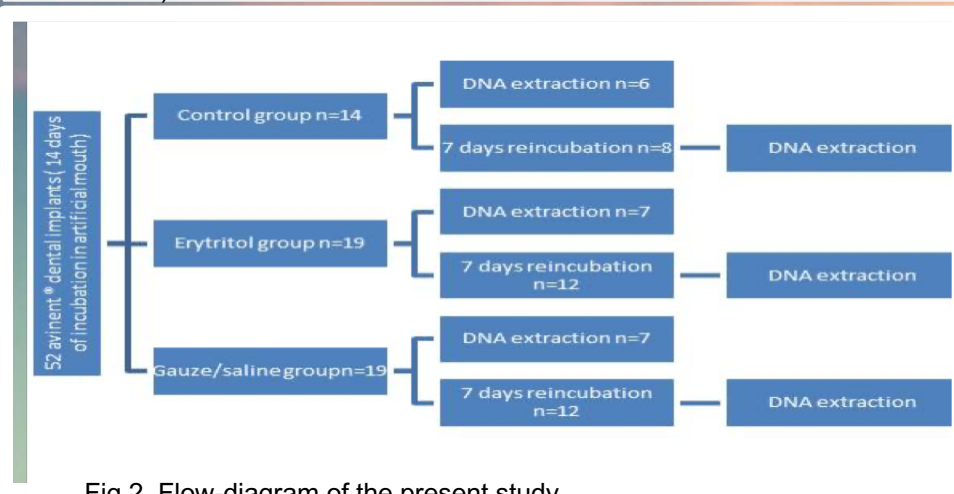 52 avinent® dental implants ( 14 days
of incubation in artificial mouth)
Control group n=14
DNA extraction n=6
7 days reincubation n=8
DNA extraction
Erytritol group n=19
DNA extraction n=7
7 days reincubation
n=12
DNA extraction
Gauze/saline group n=19
DNA extraction n=7
7 days reincubation
n=12
DNA extraction
Fig 2. Flow-diagram of the present study